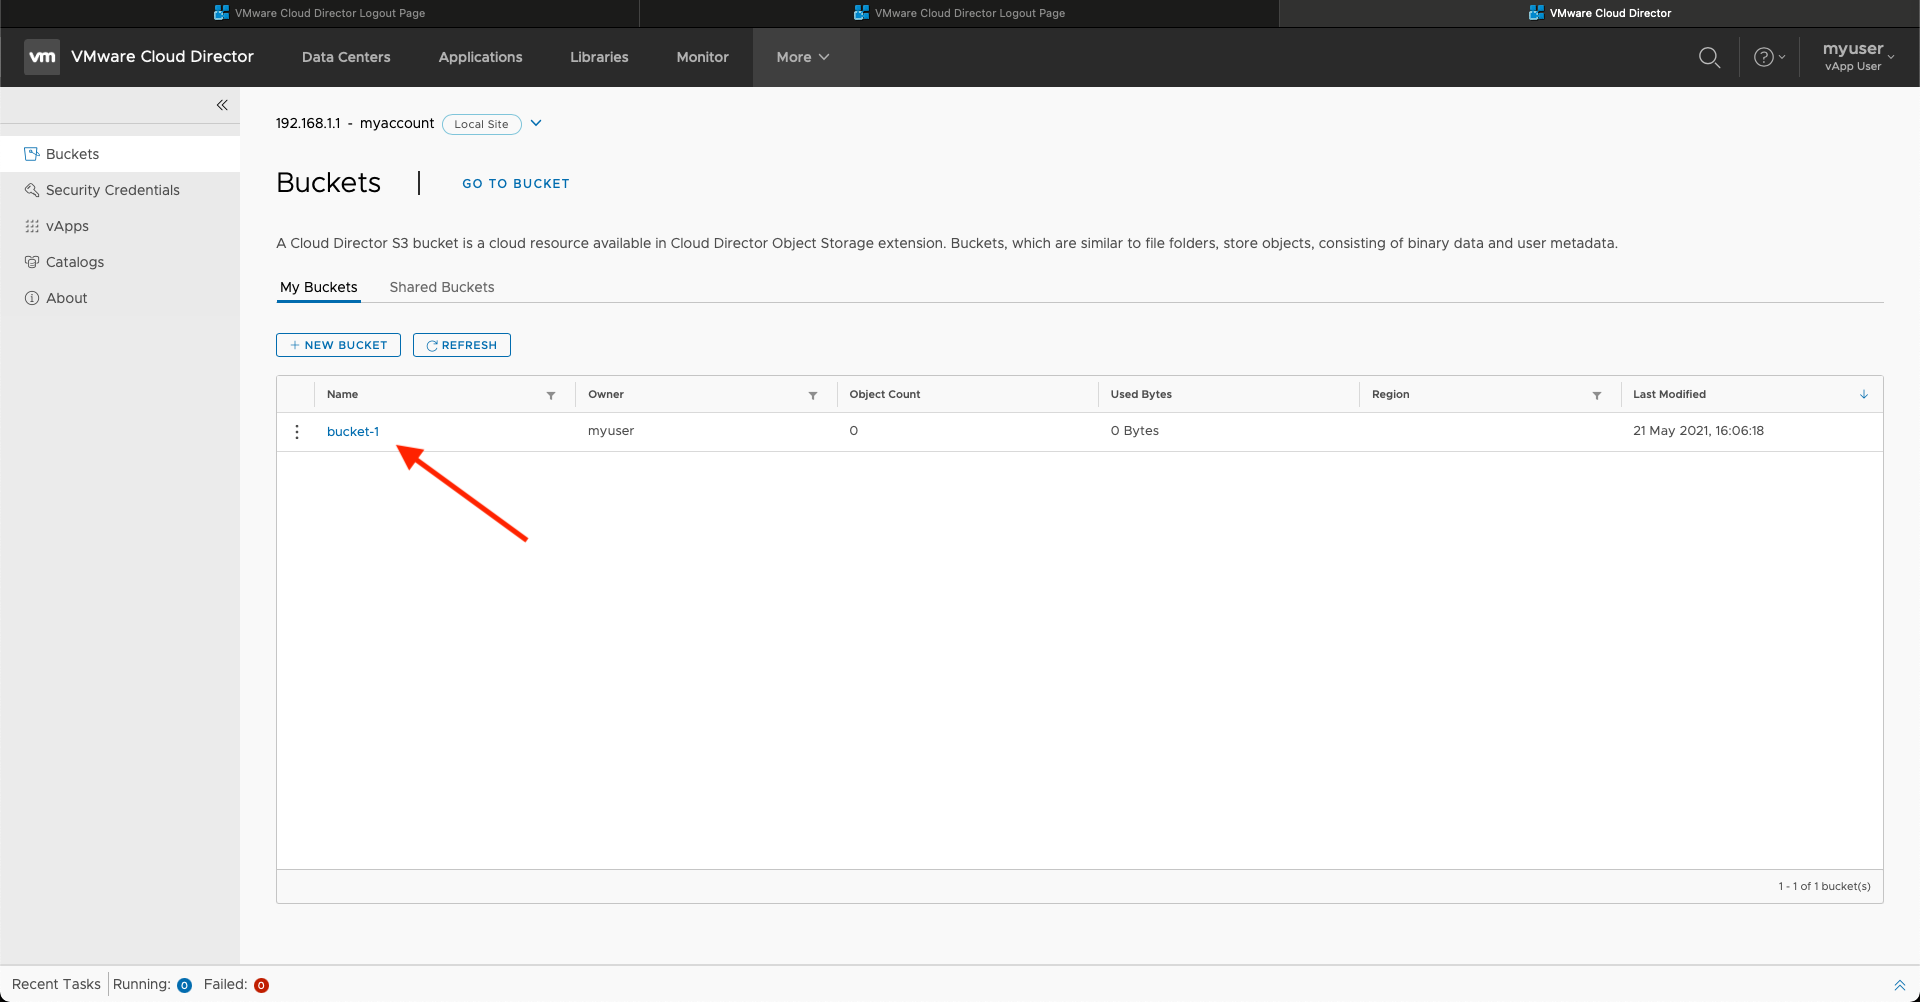 VMware Cloud Director Logout Page
VMware Cloud Director Logout Page
VMware Cloud Director
vm VMware Cloud Director Data Centers Applications Libraries Monitor More
myuser
vApp User
192.168.1.1 - myaccount Local Site
Buckets
Security Credentials
vApps
Catalogs
About
Buckets | GO TO BUCKET
A Cloud Director S3 bucket is a cloud resource available in Cloud Director Object Storage extension. Buckets, which are similar to file folders, store objects, consisting of binary data and user metadata.
My Buckets Shared Buckets
+ NEW BUCKET REFRESH
Name Owner Object Count Used Bytes Region Last Modified
bucket-1 myuser 0 0 Bytes 21 May 2021, 16:06:18
1 - 1 of 1 bucket(s)
Recent Tasks Running: 0 Failed: 0